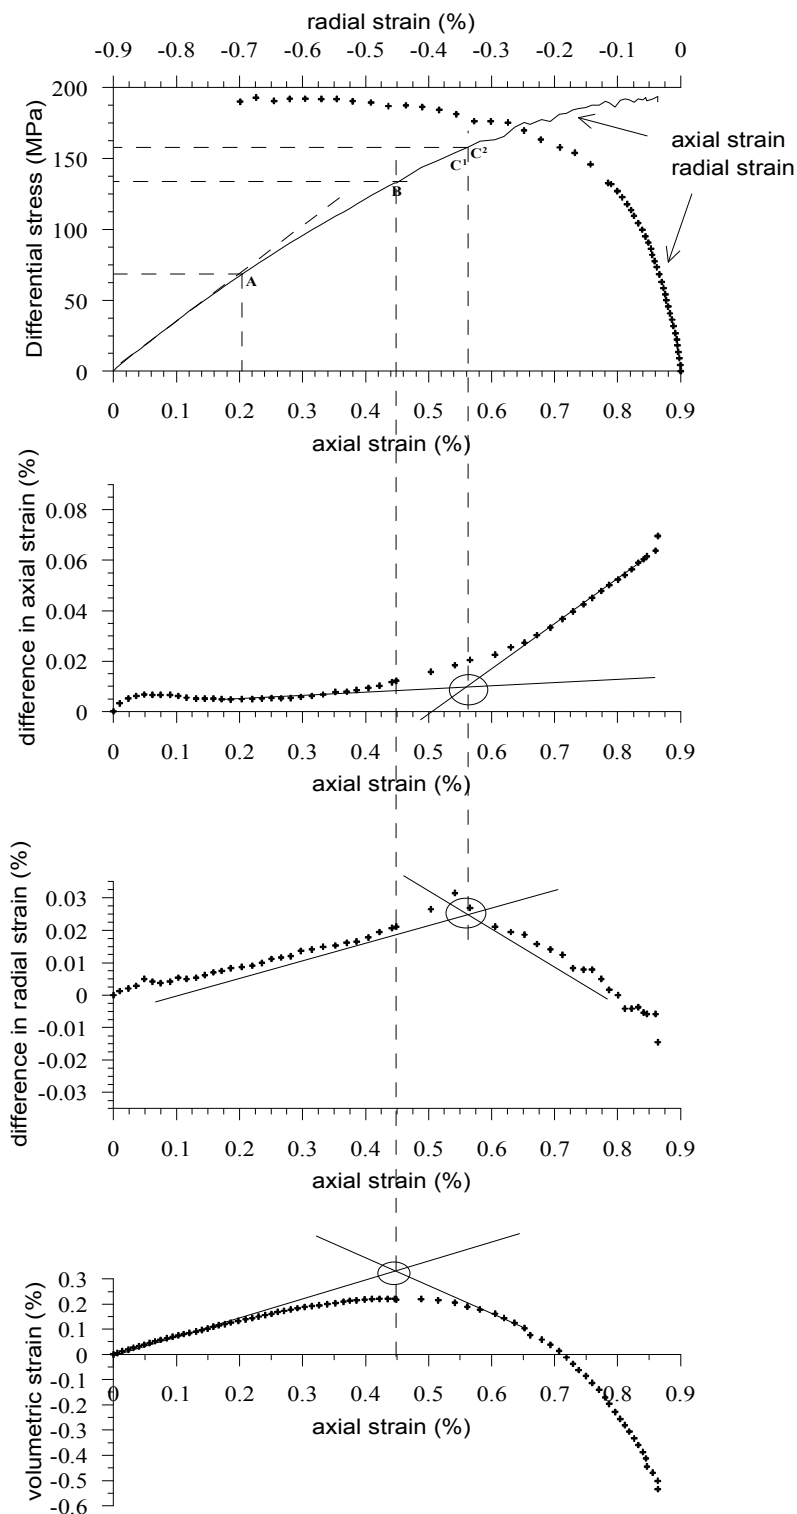 radial strain (%)
-0.9 -0.8 -0.7 -0.6 -0.5 -0.4 -0.3 -0.2 -0.1 0
Differential stress (MPa)
200
150
100
50
0
A
B
C¹ C²
axial strain
radial strain
0 0.1 0.2 0.3 0.4 0.5 0.6 0.7 0.8 0.9
axial strain (%)
difference in axial strain (%)
0.08
0.06
0.04
0.02
0
0 0.1 0.2 0.3 0.4 0.5 0.6 0.7 0.8 0.9
axial strain (%)
difference in radial strain (%)
0.03
0.02
0.01
0
-0.01
-0.02
-0.03
0 0.1 0.2 0.3 0.4 0.5 0.6 0.7 0.8 0.9
axial strain (%)
volumetric strain (%)
0.3
0.2
0.1
0
-0.1
-0.2
-0.3
-0.4
-0.5
-0.6
0 0.1 0.2 0.3 0.4 0.5 0.6 0.7 0.8 0.9
axial strain (%)